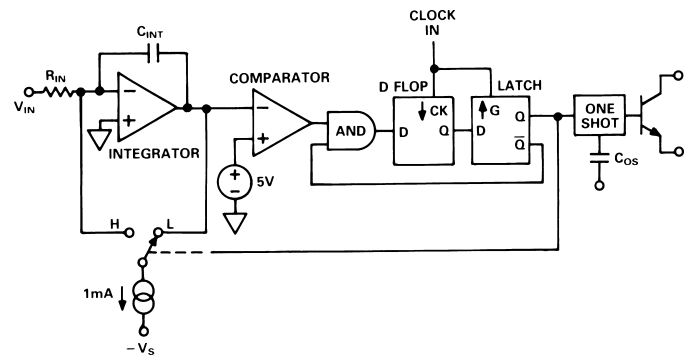 CLOCK
IN
C_INT
R_IN
V_IN
−
+
INTEGRATOR
COMPARATOR
−
+
+
−
5V
AND
D FLOP
↓ CK
D
Q
LATCH
↑ G
D
Q
Q̅
ONE
SHOT
C_OS
H
L
1mA
−V_S